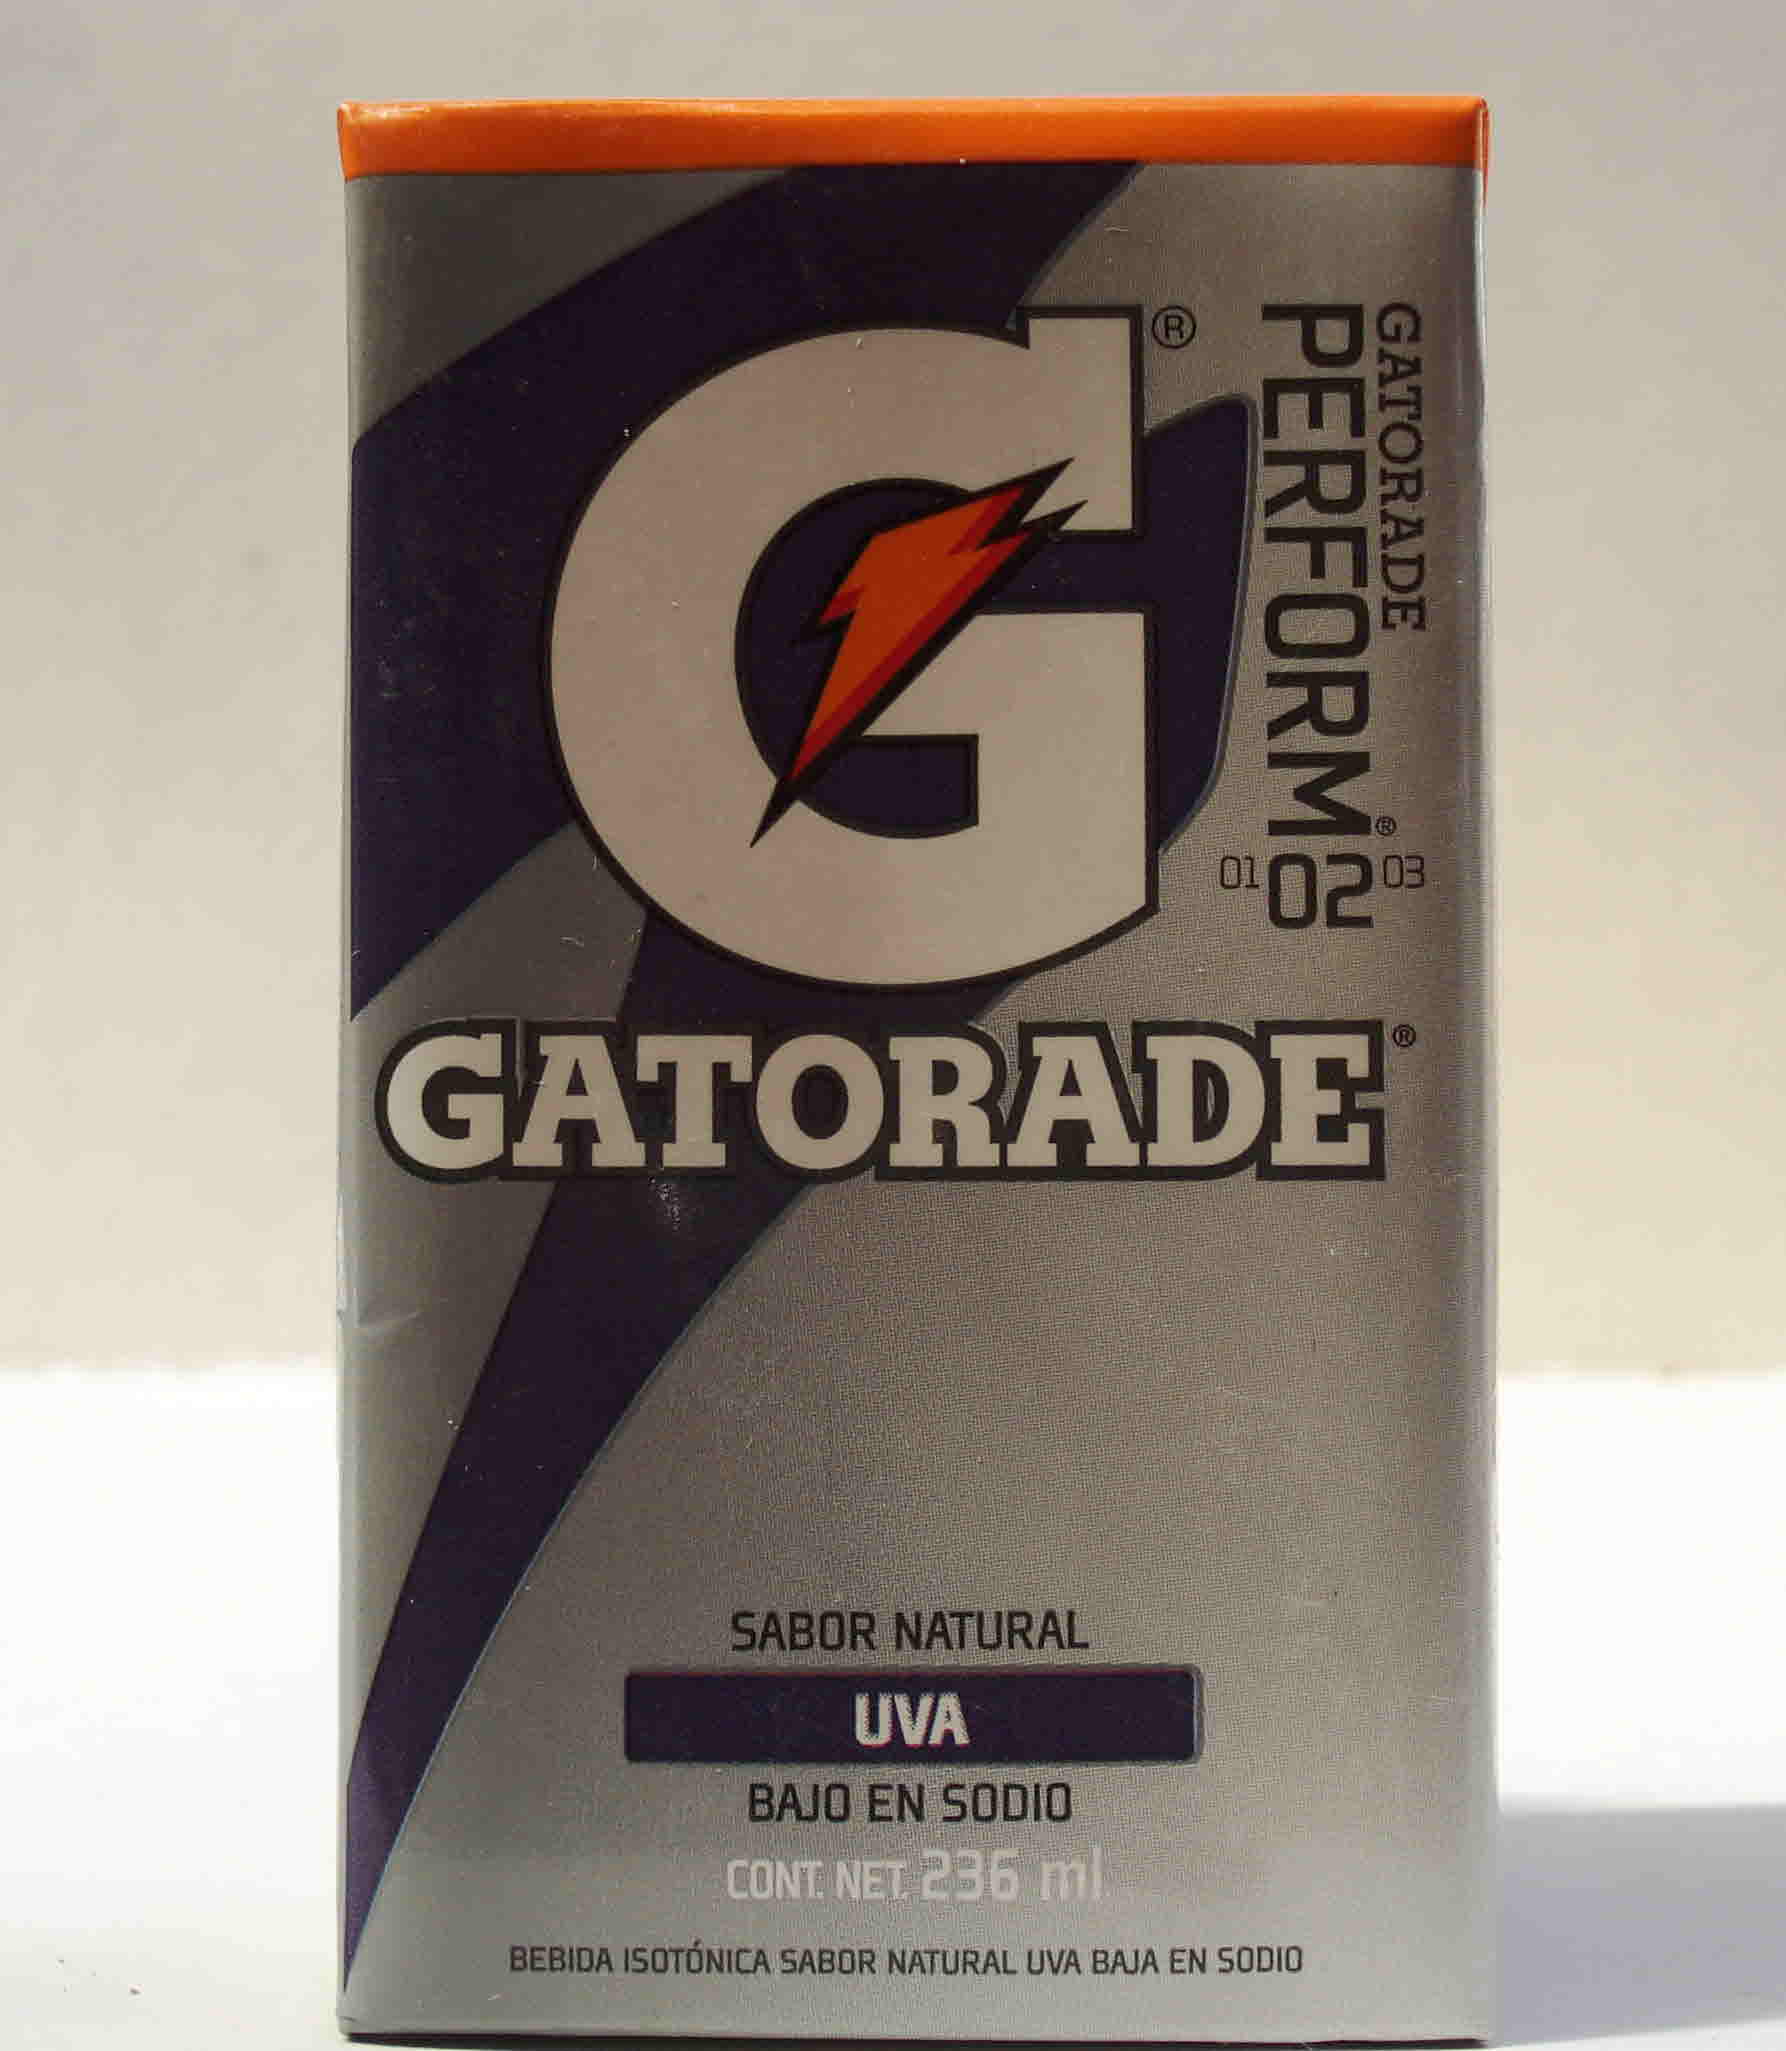 G®
GATORADE
PERFORM®
01 02 03
GATORADE®
SABOR NATURAL
UVA
BAJO EN SODIO
CONT. NET. 236 ml
BEBIDA ISOTÓNICA SABOR NATURAL UVA BAJA EN SODIO